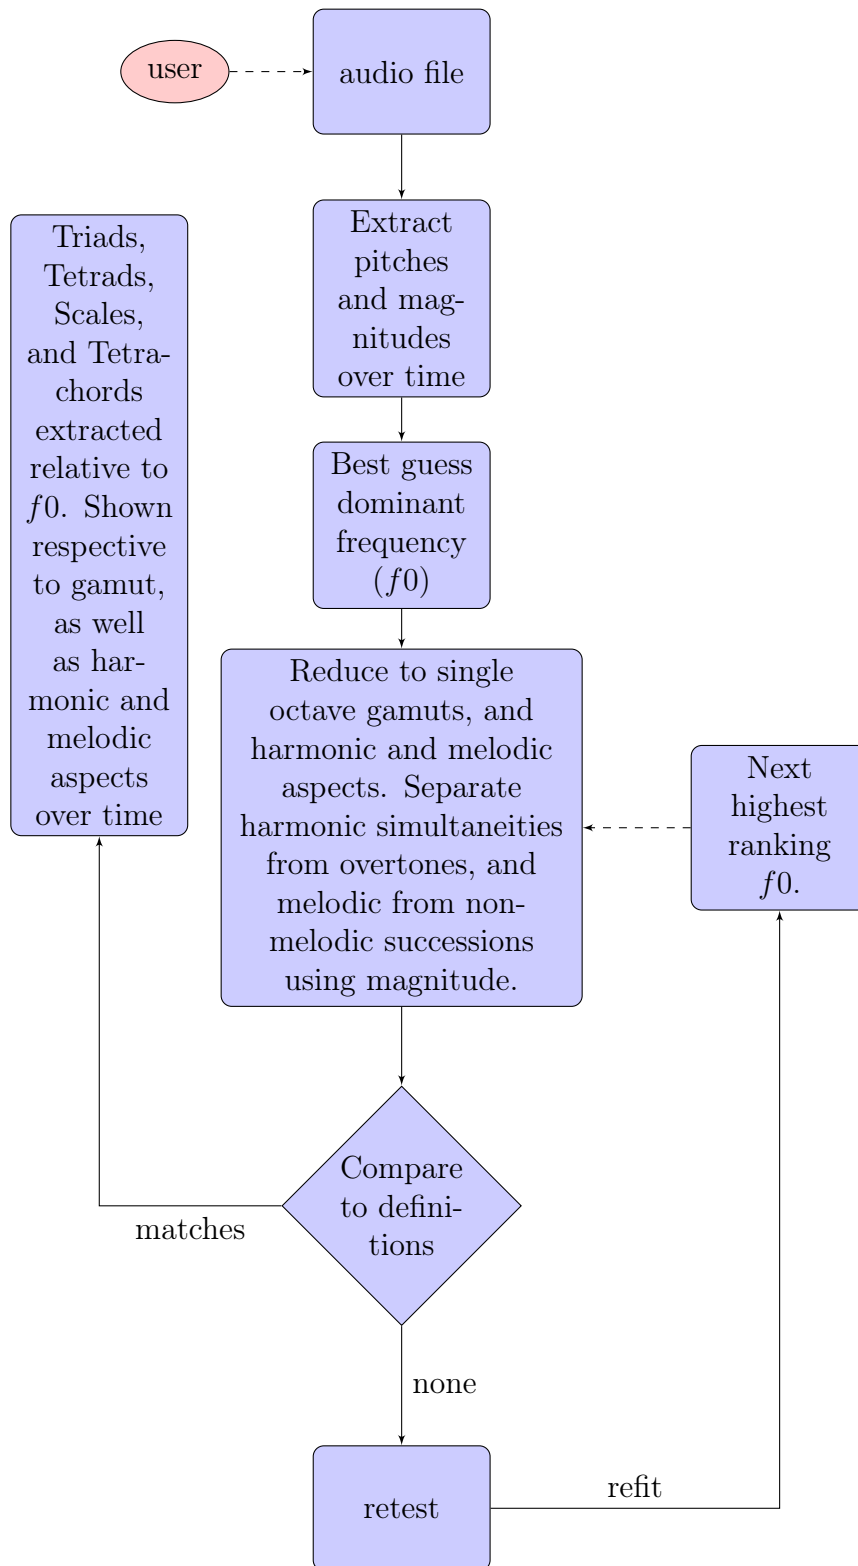 user
audio file
Extract
pitches
and mag-
nitudes
over time
Triads,
Tetrads,
Scales,
and Tetra-
chords
extracted
relative to
f0. Shown
respective
to gamut,
as well
as har-
monic and
melodic
aspects
over time
Best guess
dominant
frequency
(f0)
Reduce to single
octave gamuts, and
harmonic and melodic
aspects. Separate
harmonic simultaneities
from overtones, and
melodic from non-
melodic successions
using magnitude.
Next
highest
ranking
f0.
Compare
to defini-
tions
matches
none
retest
refit